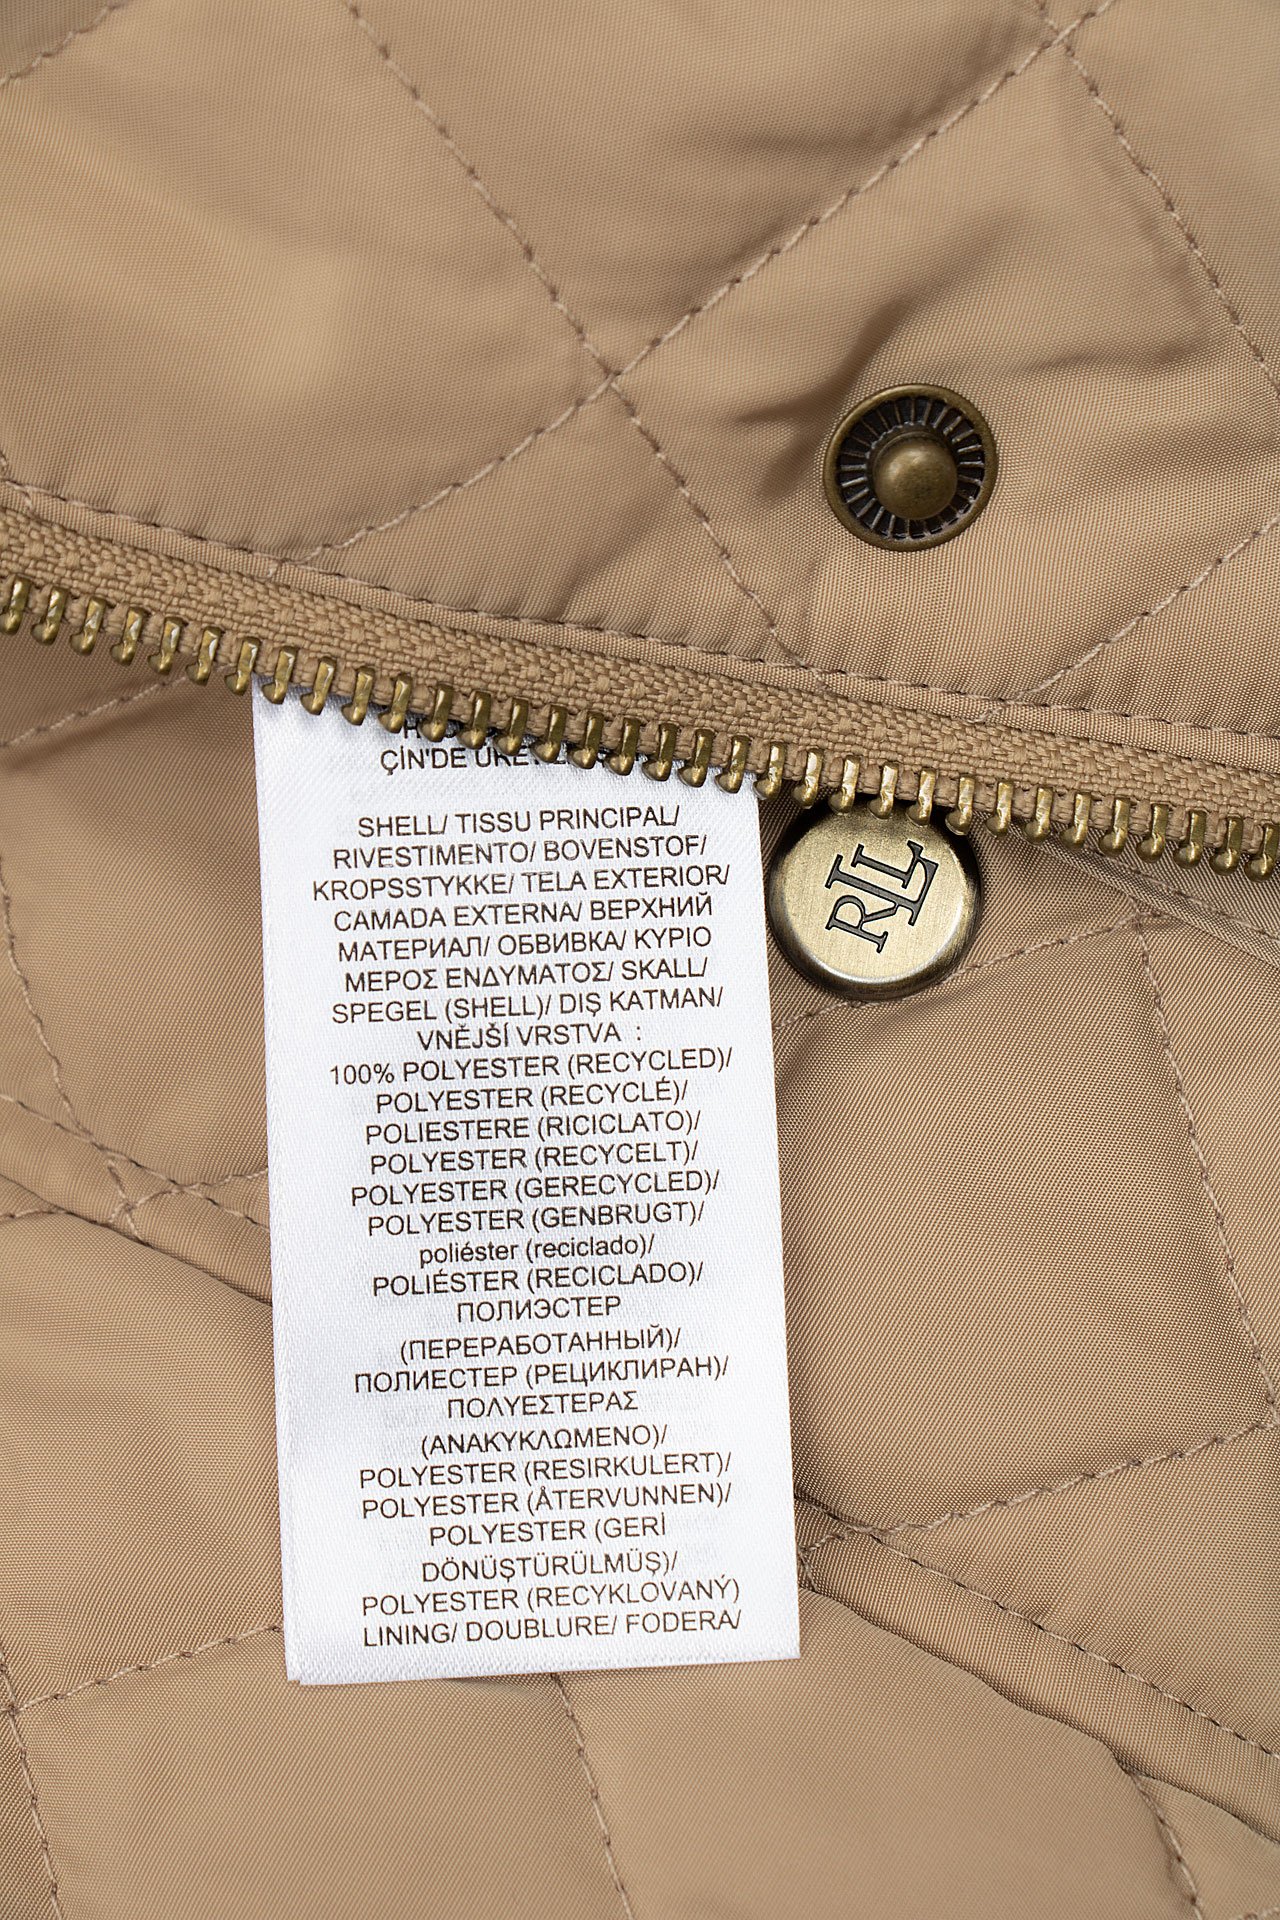 ÇİN'DE
SHELL/ TISSU PRINCIPAL/
RIVESTIMENTO/ BOVENSTOF/
KROPSSTYKKE/ TELA EXTERIOR/
CAMADA EXTERNA/ ВЕРХНИЙ
МАТЕРИАЛ/ ОБВИВКА/ ΚΥΡΙΟ
ΜΕΡΟΣ ΕΝΔΥΜΑΤΟΣ/ SKALL/
SPEGEL (SHELL)/ DIŞ KATMAN/
VNĚJŠÍ VRSTVA :
100% POLYESTER (RECYCLED)/
POLYESTER (RECYCLÉ)/
POLIESTERE (RICICLATO)/
POLYESTER (RECYCELT)/
POLYESTER (GERECYCLED)/
POLYESTER (GENBRUGT)/
poliéster (reciclado)/
POLIÉSTER (RECICLADO)/
ПОЛИЭСТЕР
(ПЕРЕРАБОТАННЫЙ)/
ПОЛИЕСТЕР (РЕЦИКЛИРАН)/
ΠΟΛΥΕΣΤΕΡΑΣ
(ΑΝΑΚΥΚΛΩΜΕΝΟ)/
POLYESTER (RESIRKULERT)/
POLYESTER (ÅTERVUNNEN)/
POLYESTER (GERİ
DÖNÜŞTÜRÜLMÜŞ)/
POLYESTER (RECYKLOVANÝ)
LINING/ DOUBLURE/ FODERA/
RLL